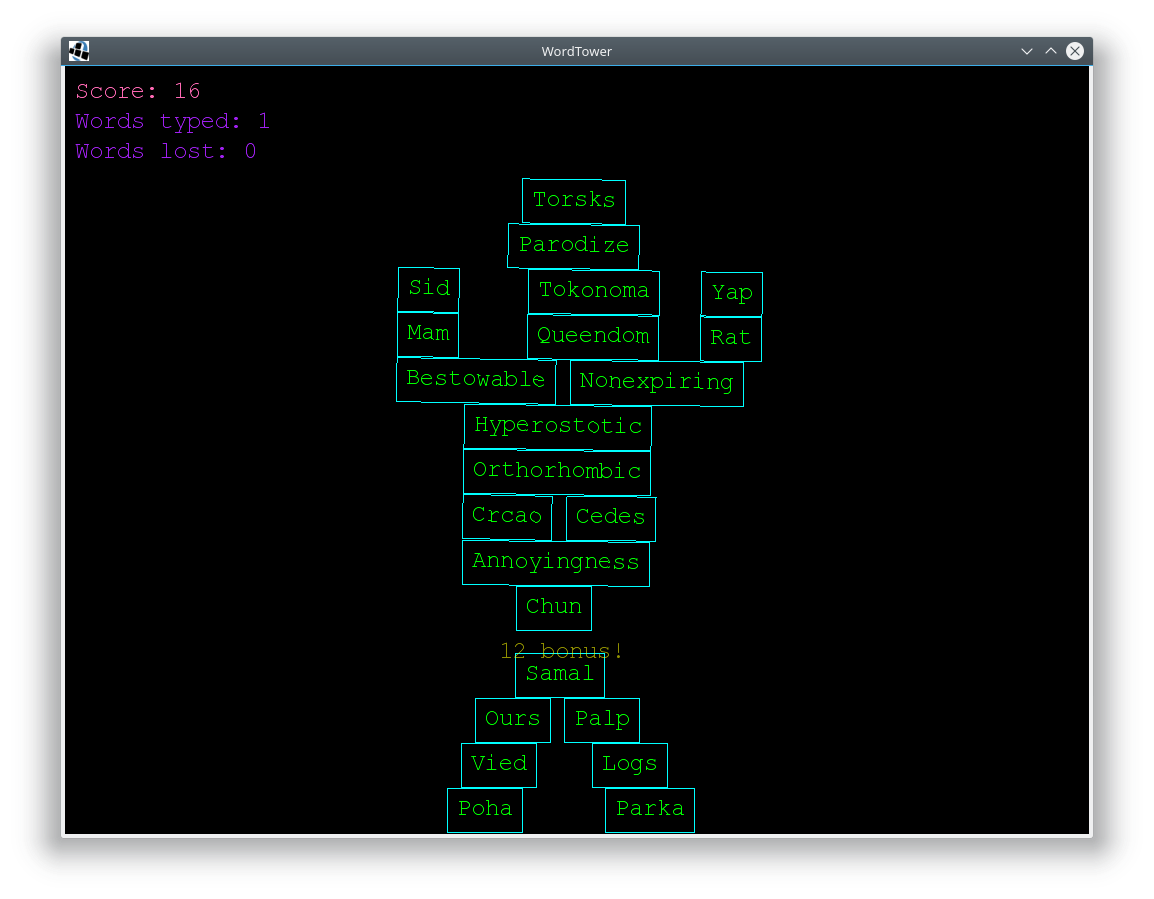 WordTower
Score: 16
Words typed: 1
Words lost: 0
Torsks
Parodize
Sid Tokonoma Yap
Mam Queendom Rat
Bestowable Nonexpiring
Hyperostotic
Orthorhombic
Crcao Cedes
Annoyingness
Chun
12 bonus!
Samal
Ours Palp
Vied Logs
Poha Parka